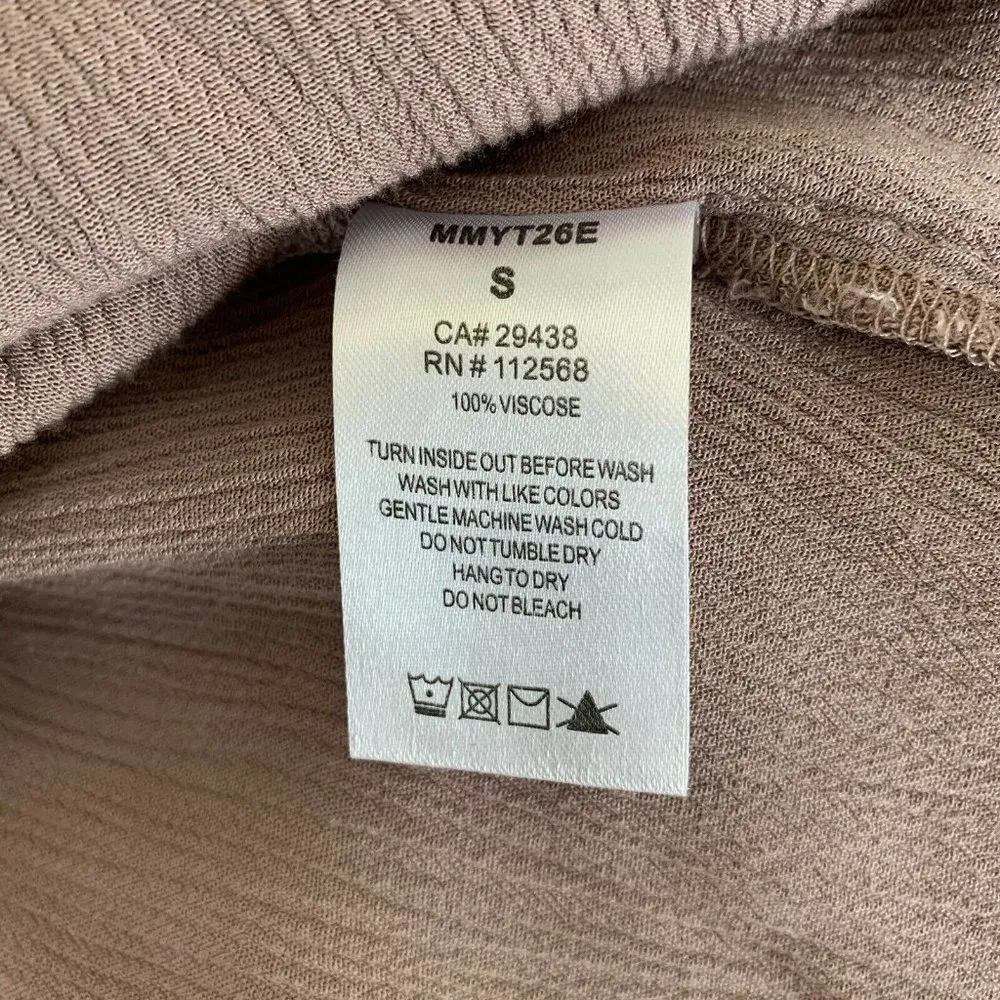 MMYT26E
S
CA# 29438
RN # 112568
100% VISCOSE
TURN INSIDE OUT BEFORE WASH
WASH WITH LIKE COLORS
GENTLE MACHINE WASH COLD
DO NOT TUMBLE DRY
HANG TO DRY
DO NOT BLEACH